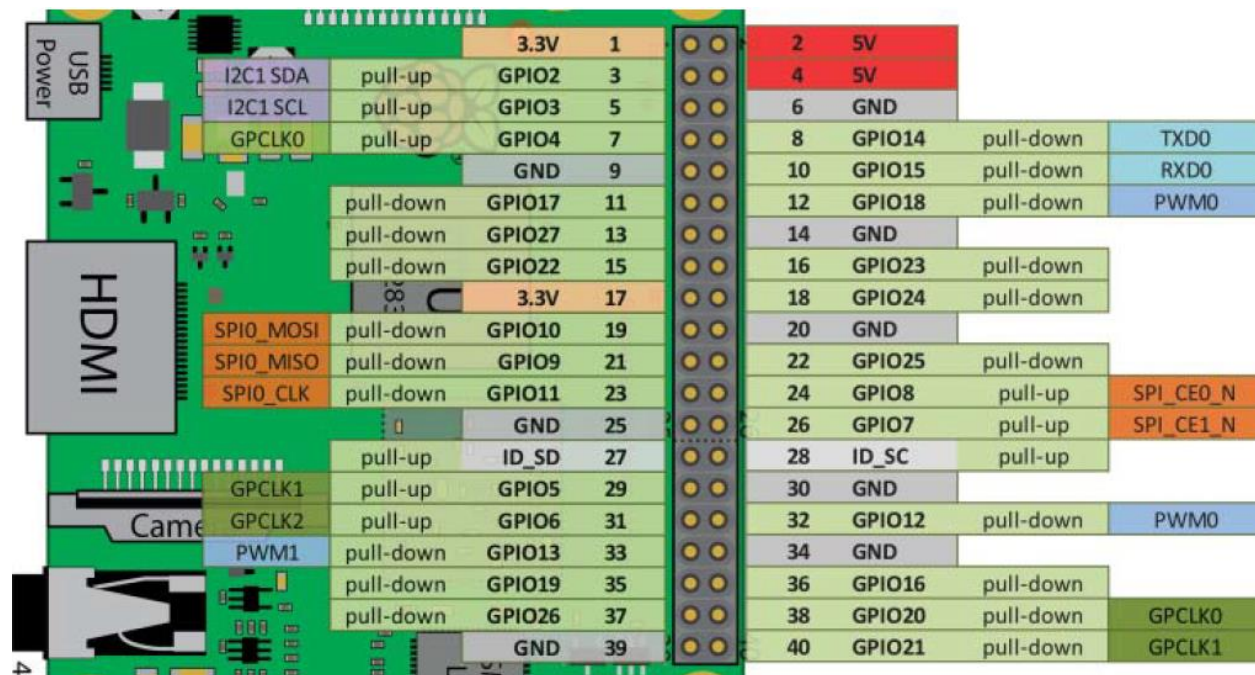 USB Power
3.3V 1 2 5V
I2C1 SDA pull-up GPIO2 3 4 5V
I2C1 SCL pull-up GPIO3 5 6 GND
GPCLK0 pull-up GPIO4 7 8 GPIO14 pull-down TXD0
GND 9 10 GPIO15 pull-down RXD0
pull-down GPIO17 11 12 GPIO18 pull-down PWM0
pull-down GPIO27 13 14 GND
pull-down GPIO22 15 16 GPIO23 pull-down
3.3V 17 18 GPIO24 pull-down
HDMI
SPI0_MOSI pull-down GPIO10 19 20 GND
SPI0_MISO pull-down GPIO9 21 22 GPIO25 pull-down
SPI0_CLK pull-down GPIO11 23 24 GPIO8 pull-up SPI_CE0_N
GND 25 26 GPIO7 pull-up SPI_CE1_N
pull-up ID_SD 27 28 ID_SC pull-up
GPCLK1 pull-up GPIO5 29 30 GND
Came
GPCLK2 pull-up GPIO6 31 32 GPIO12 pull-down PWM0
PWM1 pull-down GPIO13 33 34 GND
pull-down GPIO19 35 36 GPIO16 pull-down
pull-down GPIO26 37 38 GPIO20 pull-down GPCLK0
GND 39 40 GPIO21 pull-down GPCLK1
4